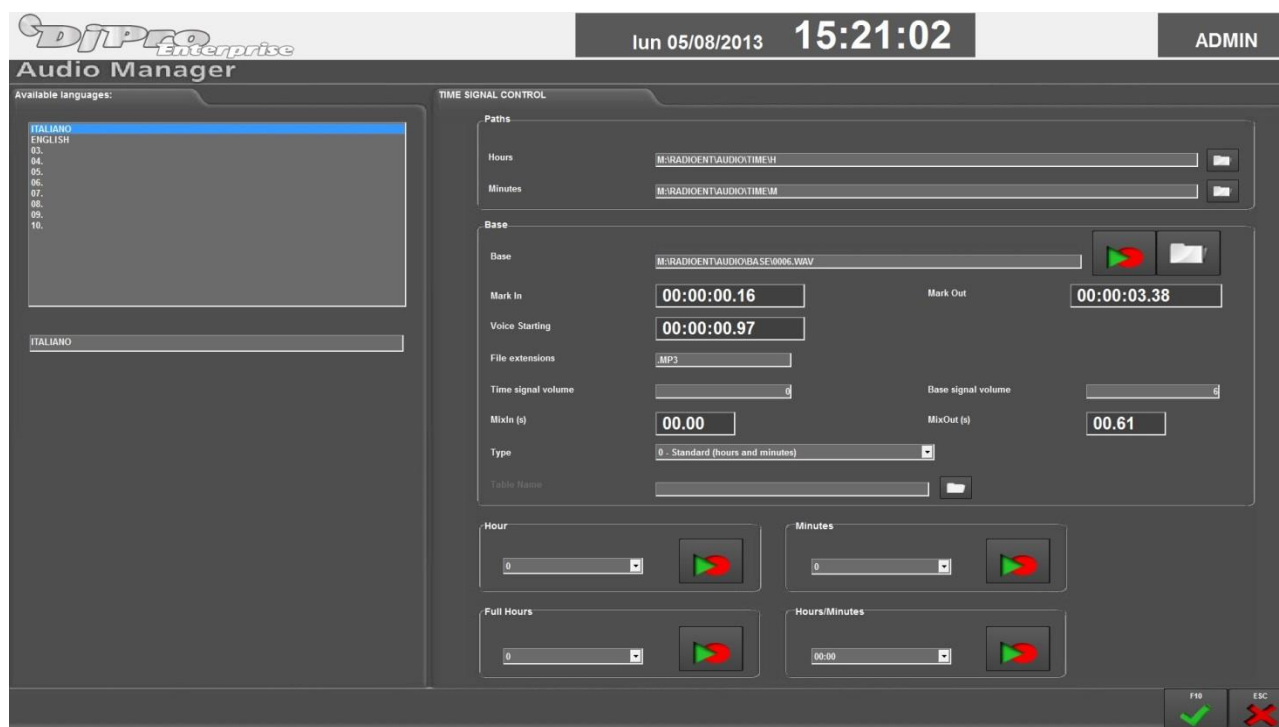 DjPro Enterprise
lun 05/08/2013 15:21:02
ADMIN
Audio Manager
Available languages:
ITALIANO
ENGLISH
03.
04.
05.
06.
07.
08.
09.
10.
ITALIANO
TIME SIGNAL CONTROL
Paths
Hours M:\RADIOENT\AUDIO\TIME\H
Minutes M:\RADIOENT\AUDIO\TIME\M
Base
Base M:\RADIOENT\AUDIO\BASE\0006.WAV
Mark In 00:00:00.16 Mark Out 00:00:03.38
Voice Starting 00:00:00.97
File extensions .MP3
Time signal volume 0 Base signal volume 6
MixIn (s) 00.00 MixOut (s) 00.61
Type 0 - Standard (hours and minutes)
Table Name
Hour
0
Minutes
0
Full Hours
0
Hours/Minutes
00:00
F10
ESC